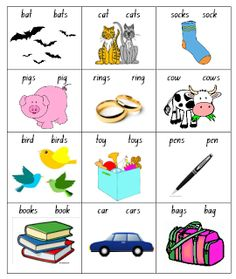 bat bats
cat cats
socks sock
pigs pig
rings ring
cow cows
bird birds
toy toys
pens pen
books book
car cars
bags bag